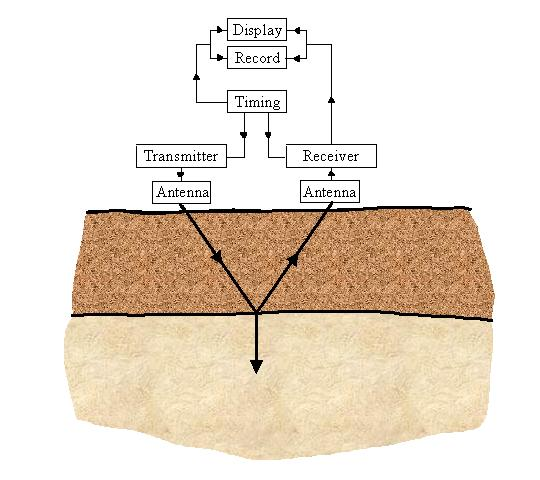 Display
Record
Timing
Transmitter
Receiver
Antenna
Antenna